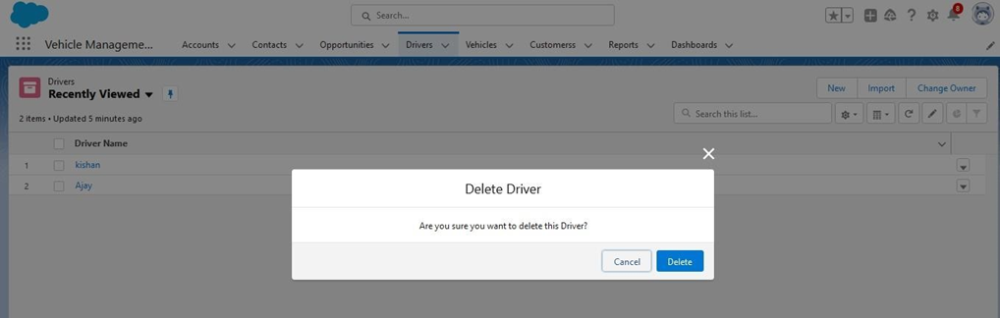 Search...
8
Vehicle Manageme...
Accounts
Contacts
Opportunities
Drivers
Vehicles
Customerss
Reports
Dashboards
Drivers
Recently Viewed
New
Import
Change Owner
2 items • Updated 5 minutes ago
Search this list...
Driver Name
1
kishan
2
Ajay
Delete Driver
Are you sure you want to delete this Driver?
Cancel
Delete